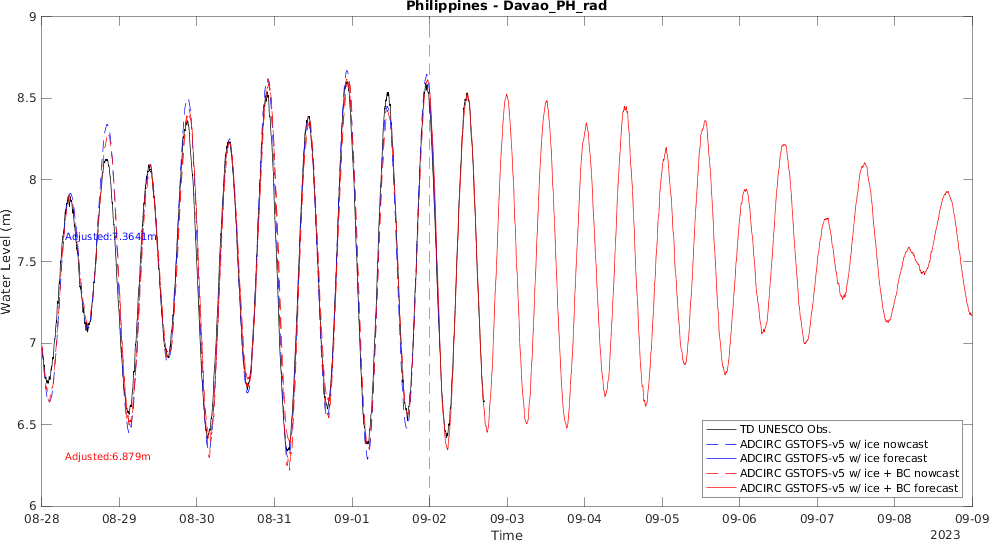 Philippines - Davao_PH_rad
Water Level (m)
9
8.5
8
7.5
7
6.5
6
Adjusted:7.3641m
Adjusted:6.879m
TD UNESCO Obs.
ADCIRC GSTOFS-v5 w/ ice nowcast
ADCIRC GSTOFS-v5 w/ ice forecast
ADCIRC GSTOFS-v5 w/ ice + BC nowcast
ADCIRC GSTOFS-v5 w/ ice + BC forecast
08-28 08-29 08-30 08-31 09-01 09-02 09-03 09-04 09-05 09-06 09-07 09-08 09-09
Time
2023